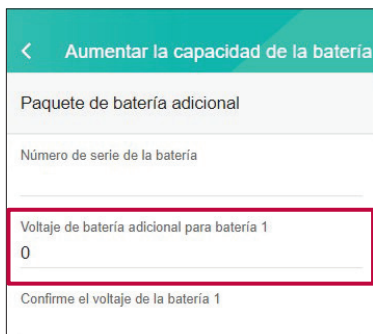 Aumentar la capacidad de la batería
Paquete de batería adicional
Número de serie de la batería
Voltaje de batería adicional para batería 1
0
Confirme el voltaje de la batería 1